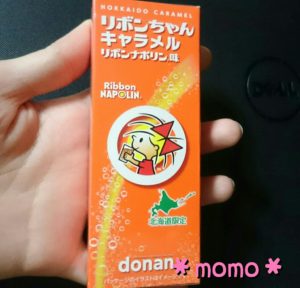 HOKKAIDO CARAMEL
リボンちゃん
キャラメル
リボンナポリン味
Ribbon
NAPOLIN
北海道限定
donan
＊momo＊